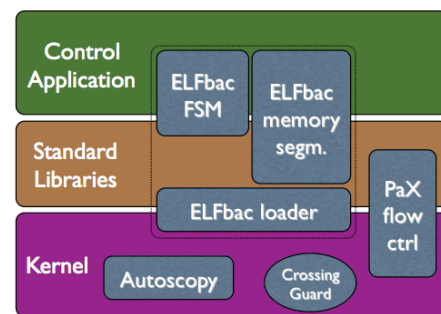 Control
Application
ELFbac
FSM
ELFbac
memory
segm.
Standard
Libraries
PaX
flow
ctrl
ELFbac loader
Kernel
Autoscopy
Crossing
Guard